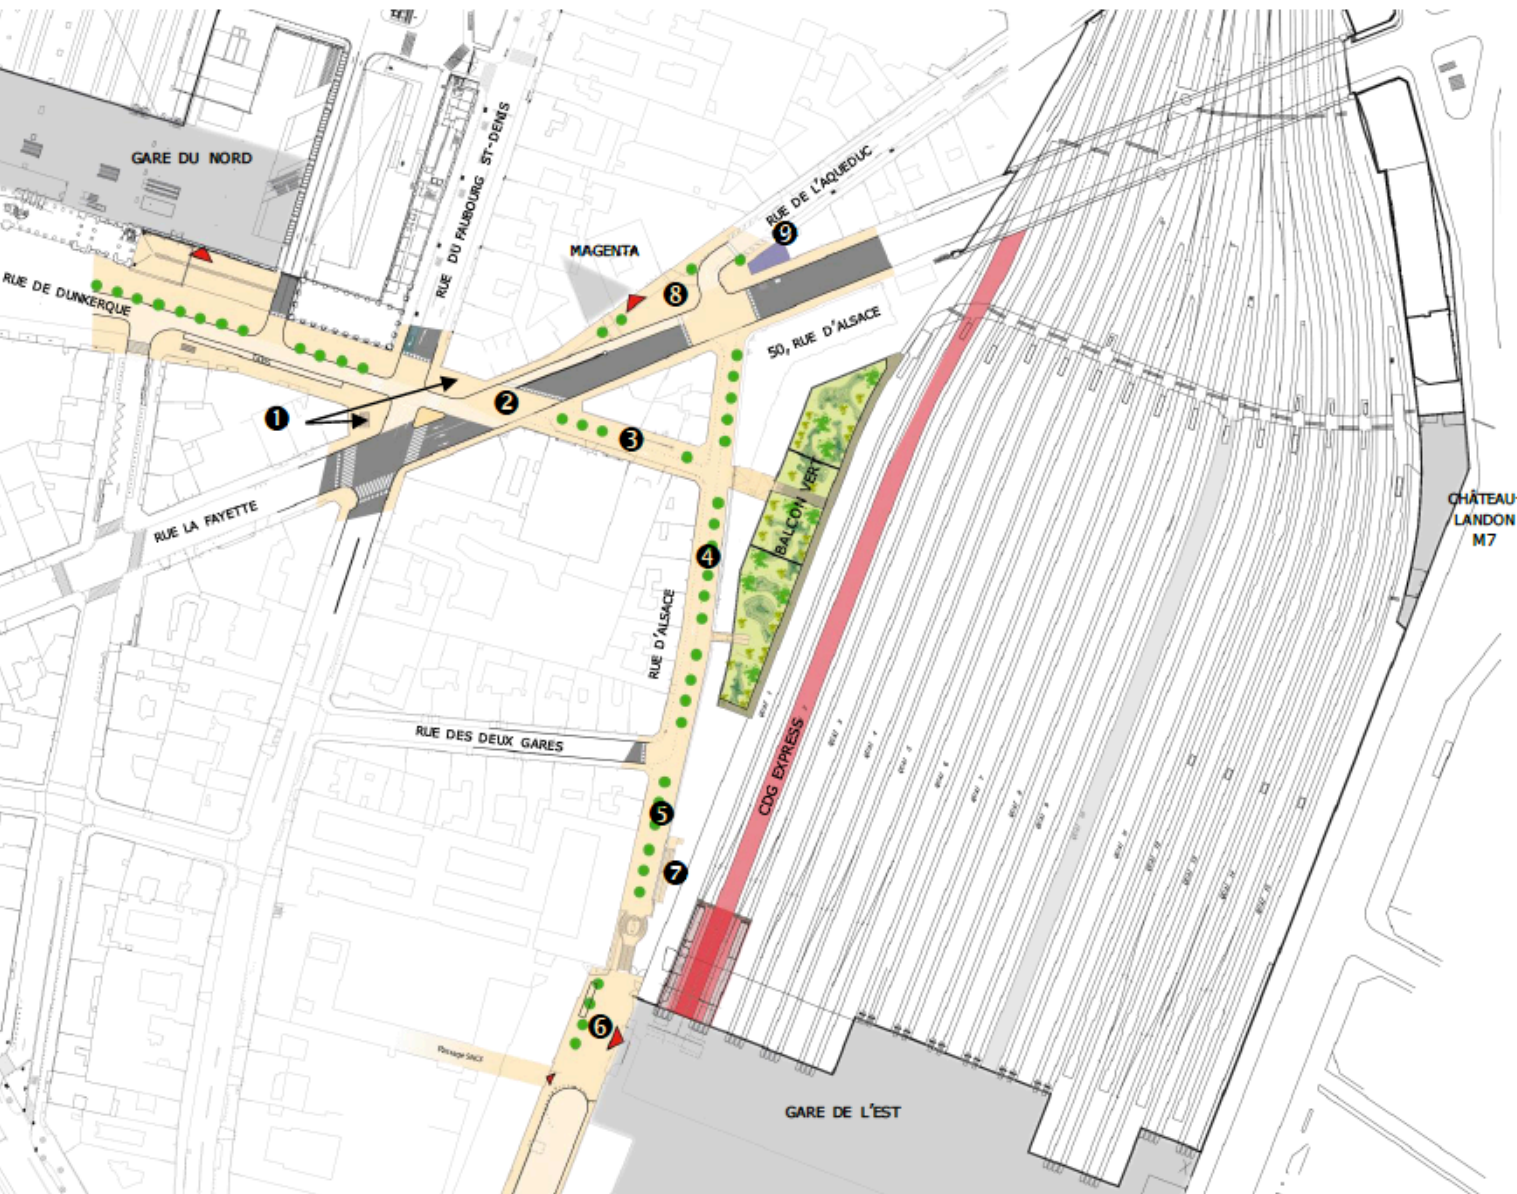 GARE DU NORD
RUE DU FAUBOURG ST-DENIS
RUE DE L'AQUEDUC
9
MAGENTA
RUE DE DUNKERQUE
8
50, RUE D'ALSACE
1
2
3
BALCON VERT
CHÂTEAU-
LANDON
M7
RUE LA FAYETTE
4
RUE D'ALSACE
RUE DES DEUX GARES
CDG EXPRESS
5
7
6
Passage SNCF
GARE DE L'EST